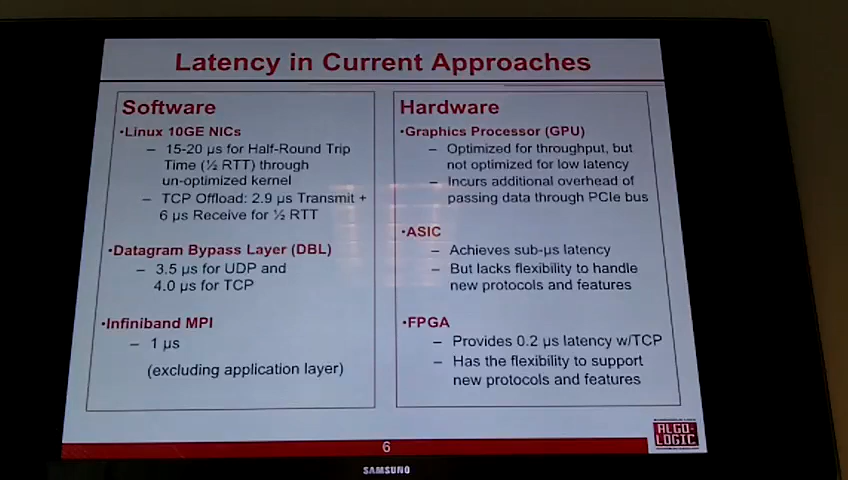 Latency in Current Approaches
Software
•Linux 10GE NICs
– 15-20 µs for Half-Round Trip
Time (½ RTT) through
un-optimized kernel
– TCP Offload: 2.9 µs Transmit +
6 µs Receive for ½ RTT
•Datagram Bypass Layer (DBL)
– 3.5 µs for UDP and
4.0 µs for TCP
•Infiniband MPI
– 1 µs
(excluding application layer)
Hardware
•Graphics Processor (GPU)
– Optimized for throughput, but
not optimized for low latency
– Incurs additional overhead of
passing data through PCIe bus
•ASIC
– Achieves sub-µs latency
– But lacks flexibility to handle
new protocols and features
•FPGA
– Provides 0.2 µs latency w/TCP
– Has the flexibility to support
new protocols and features
6
ALGO-
LOGIC
SAMSUNG